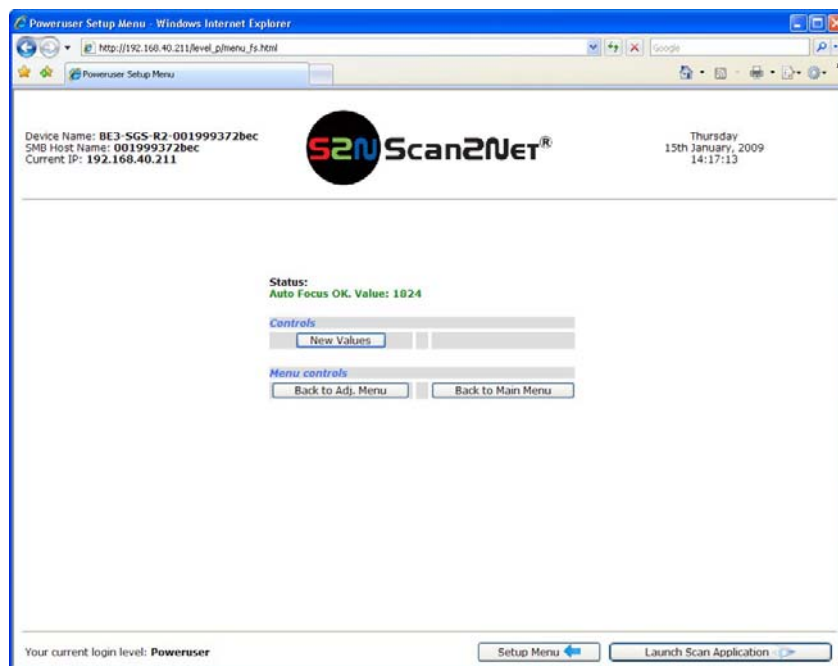 Poweruser Setup Menu - Windows Internet Explorer
http://192.168.40.211/level_p/menu_fs.html
Google
Poweruser Setup Menu
Device Name: BE3-SGS-R2-001999372bec
SMB Host Name: 001999372bec
Current IP: 192.168.40.211
S2N Scan2Net®
Thursday
15th January, 2009
14:17:13
Status:
Auto Focus OK. Value: 1824
Controls
New Values
Menu controls
Back to Adj. Menu Back to Main Menu
Your current login level: Poweruser Setup Menu Launch Scan Application